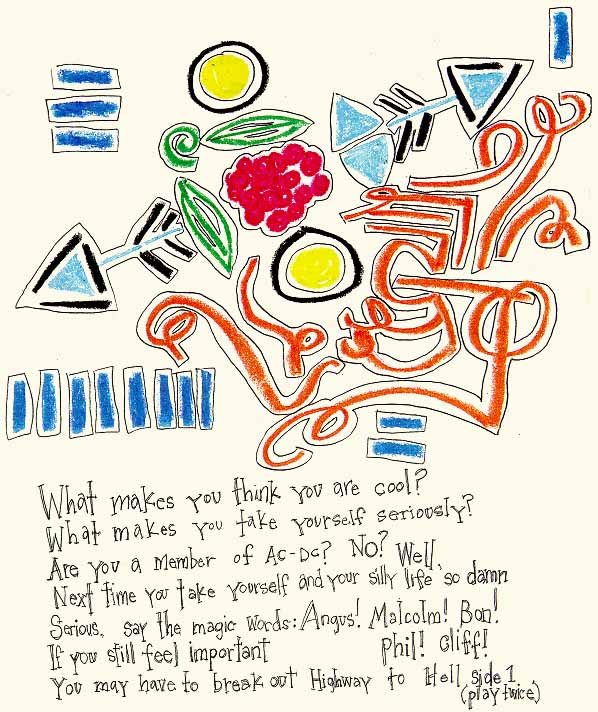 What makes you think you are cool?
What makes you take yourself seriously?
Are you a member of AC-DC? No? Well,
Next time you take yourself and your silly life so damn
Serious, say the magic words: Angus! Malcolm! Bon!
If you still feel important Phil! Cliff!
You may have to break out Highway to Hell side 1.
(play twice)